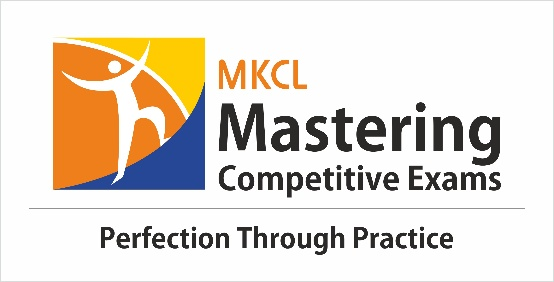 MKCL
Mastering
Competitive Exams
Perfection Through Practice